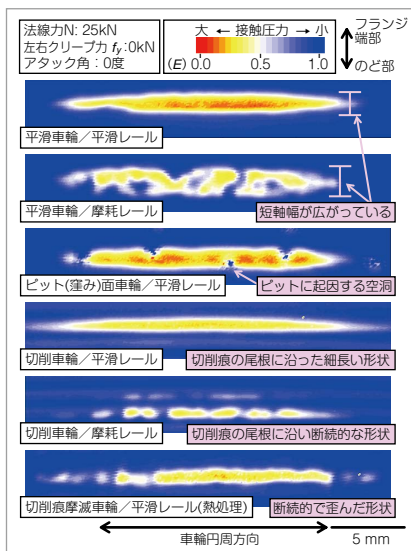 法線力N: 25kN
左右クリープ力 fy:0kN
アタック角:0度
大 ← 接触圧力 → 小
(E) 0.0 0.5 1.0
フランジ
端部
のど部
平滑車輪/平滑レール
平滑車輪/摩耗レール
短軸幅が広がっている
ピット(窪み)面車輪/平滑レール
ピットに起因する空洞
切削車輪/平滑レール
切削痕の尾根に沿った細長い形状
切削車輪/摩耗レール
切削痕の尾根に沿い断続的な形状
切削痕摩滅車輪/平滑レール(熱処理)
断続的で歪んだ形状
車輪円周方向
5 mm